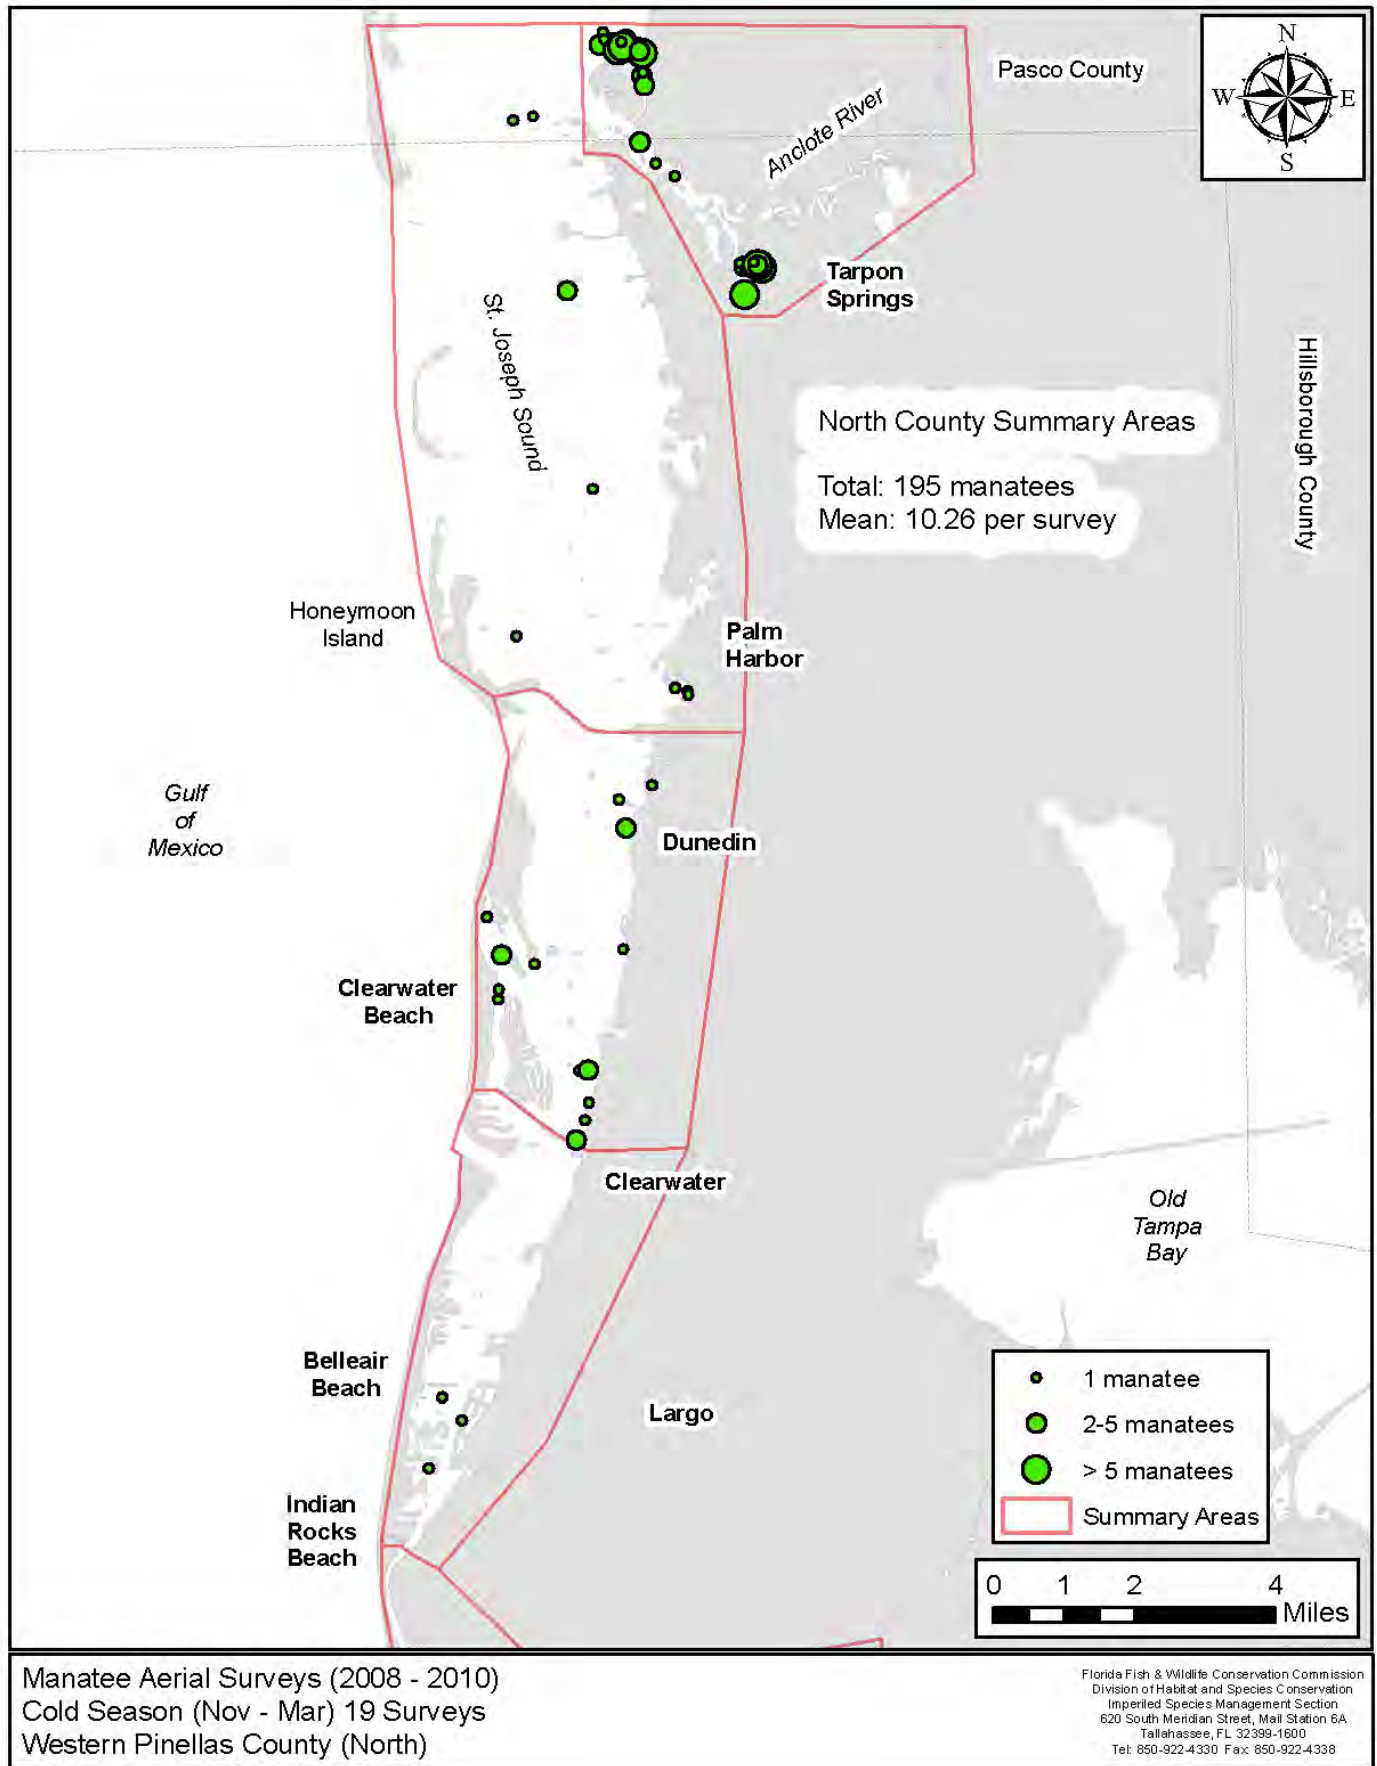 N
W
E
S
Pasco County
Anclote River
Tarpon
Springs
St. Joseph Sound
Hillsborough County
North County Summary Areas
Total: 195 manatees
Mean: 10.26 per survey
Honeymoon
Island
Palm
Harbor
Gulf
of
Mexico
Dunedin
Clearwater
Beach
Clearwater
Old
Tampa
Bay
Belleair
Beach
Largo
Indian
Rocks
Beach
1 manatee
2-5 manatees
> 5 manatees
Summary Areas
0 1 2 4
Miles
Manatee Aerial Surveys (2008 - 2010)
Cold Season (Nov - Mar) 19 Surveys
Western Pinellas County (North)
Florida Fish & Wildlife Conservation Commission
Division of Habitat and Species Conservation
Imperiled Species Management Section
620 South Meridian Street, Mail Station 6A
Tallahassee, FL 32399-1600
Tel: 850-922-4330 Fax: 850-922-4338